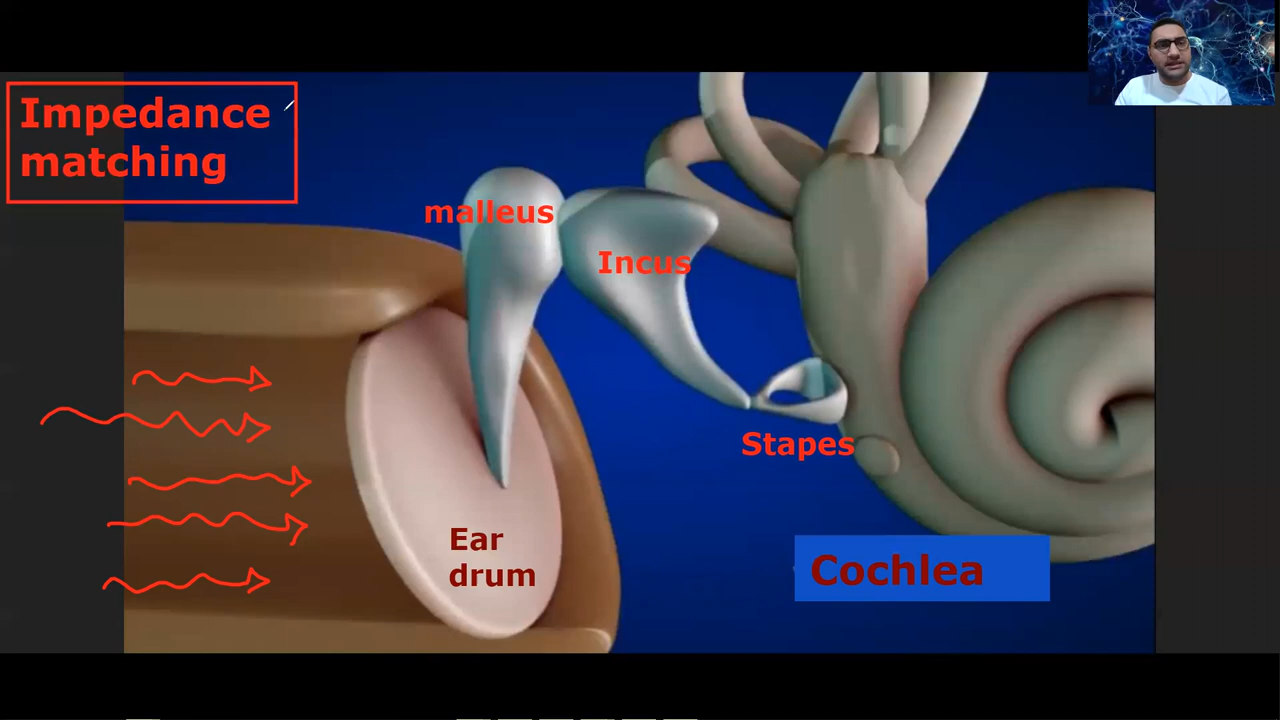 Impedance
matching
malleus
Incus
Stapes
Ear
drum
Cochlea